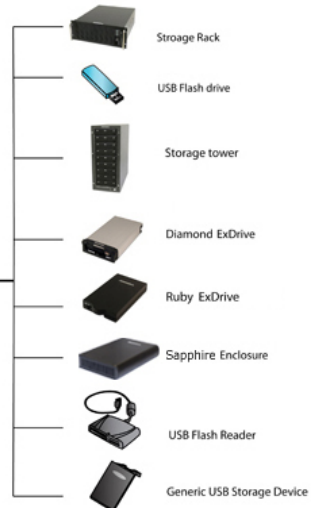 Stroage Rack
USB Flash drive
Storage tower
Diamond ExDrive
Ruby ExDrive
Sapphire Enclosure
USB Flash Reader
Generic USB Storage Device